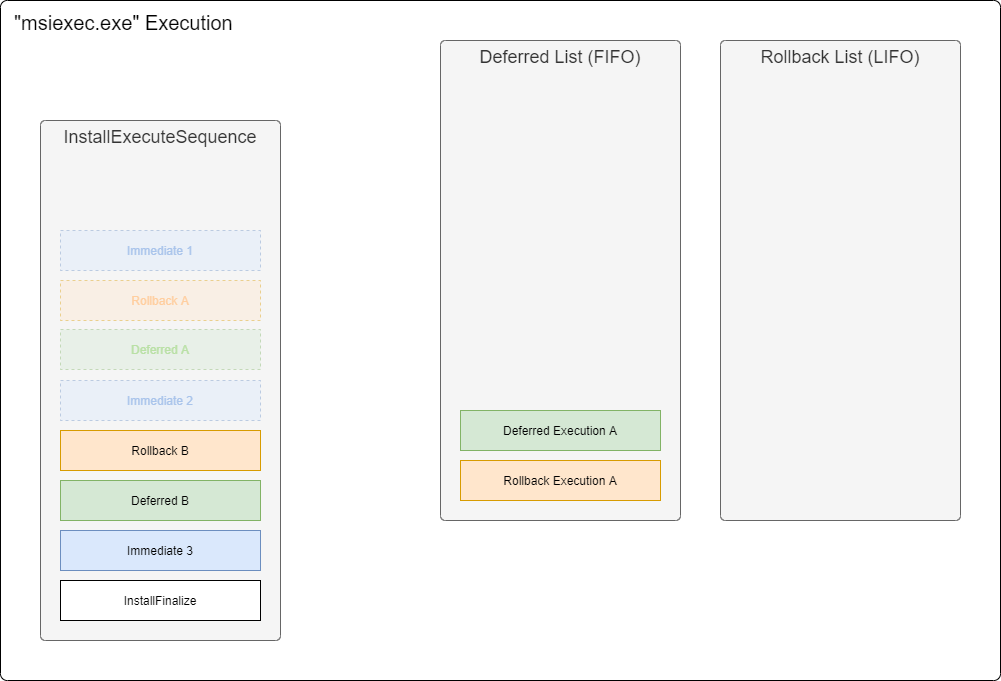 "msiexec.exe" Execution
Deferred List (FIFO)
Rollback List (LIFO)
InstallExecuteSequence
Immediate 1
Rollback A
Deferred A
Immediate 2
Rollback B
Deferred B
Immediate 3
InstallFinalize
Deferred Execution A
Rollback Execution A